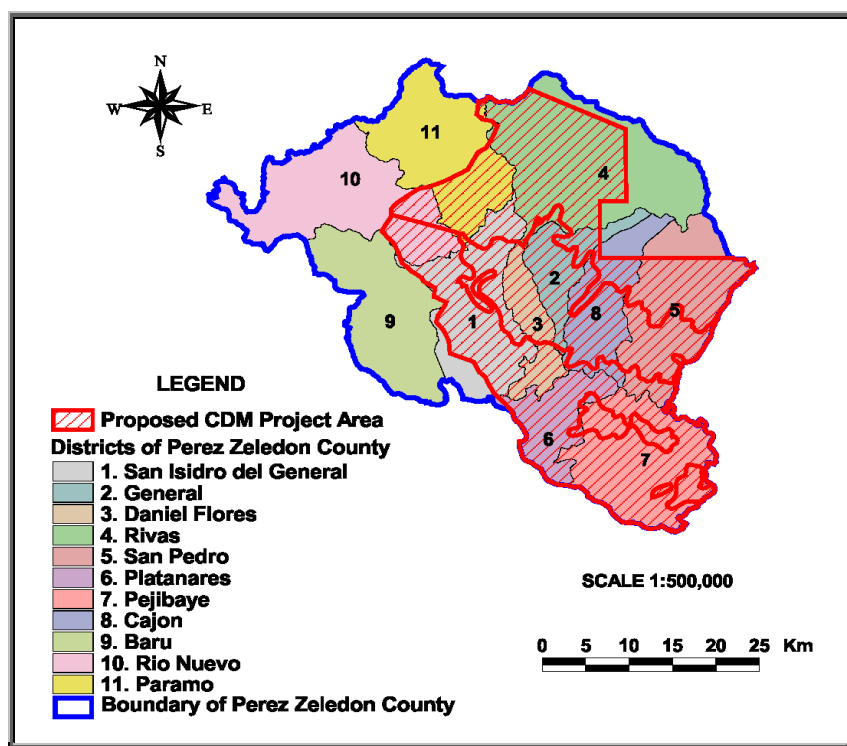 N
W E
S
11
10
4
2
5
8
1
3
9
6
7
LEGEND
Proposed CDM Project Area
Districts of Perez Zeledon County
1. San Isidro del General
2. General
3. Daniel Flores
4. Rivas
5. San Pedro
6. Platanares
7. Pejibaye
8. Cajon
9. Baru
10. Rio Nuevo
11. Paramo
Boundary of Perez Zeledon County
SCALE 1:500,000
0 5 10 15 20 25 Km